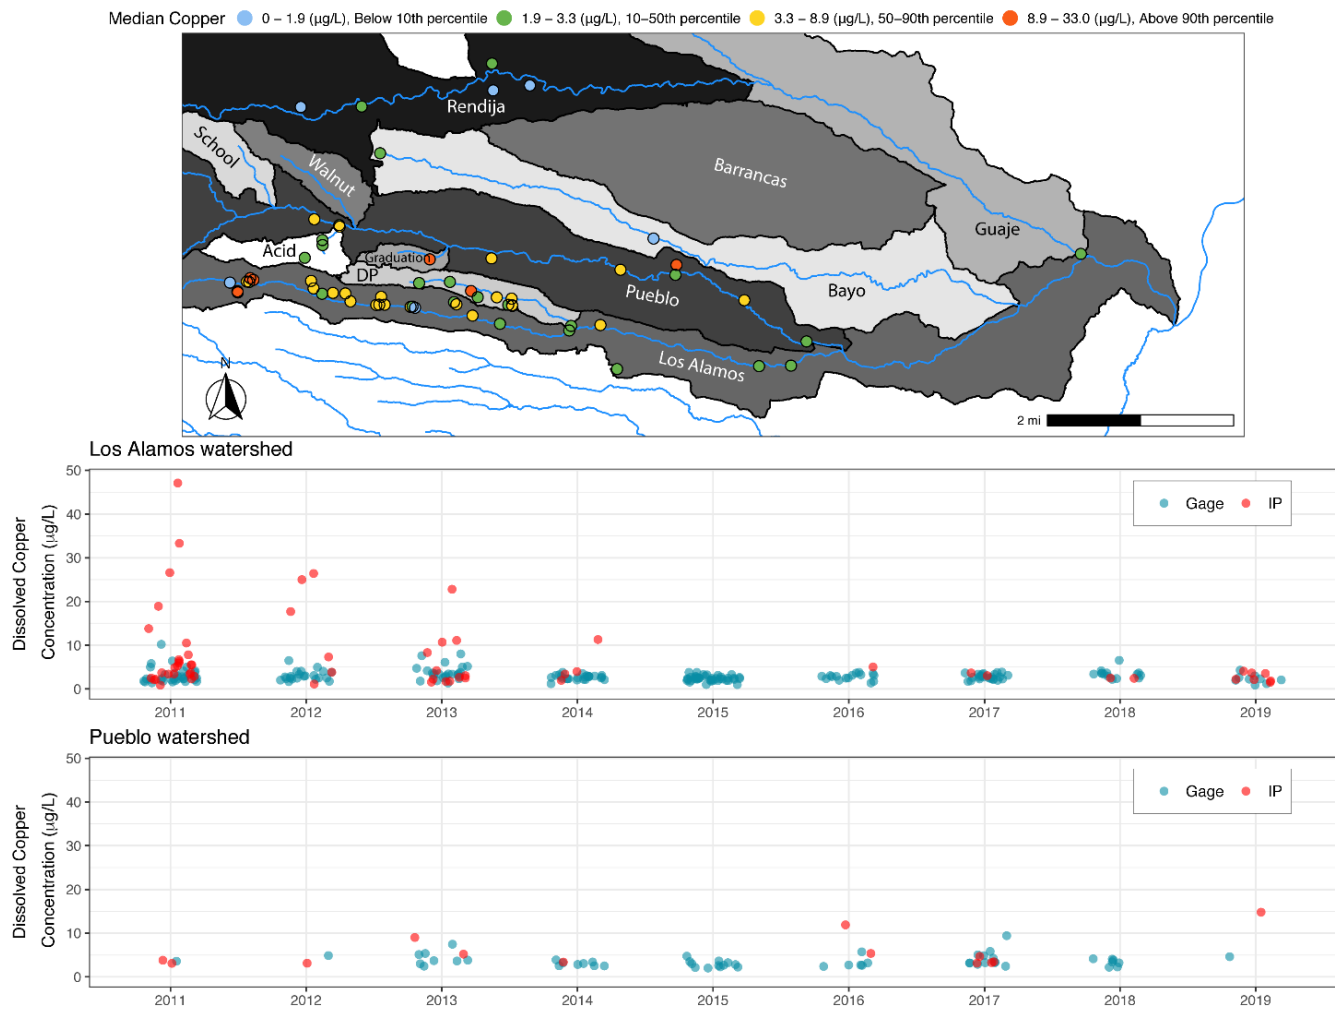 Median Copper 0 – 1.9 (µg/L), Below 10th percentile 1.9 – 3.3 (µg/L), 10–50th percentile 3.3 – 8.9 (µg/L), 50–90th percentile 8.9 – 33.0 (µg/L), Above 90th percentile
Rendija
School
Walnut
Barrancas
Guaje
Acid
Graduation
DP
Pueblo
Bayo
Los Alamos
N
2 mi
Los Alamos watershed
Dissolved Copper
Concentration (µg/L)
50
40
30
20
10
0
Gage IP
2011 2012 2013 2014 2015 2016 2017 2018 2019
Pueblo watershed
Dissolved Copper
Concentration (µg/L)
50
40
30
20
10
0
Gage IP
2011 2012 2013 2014 2015 2016 2017 2018 2019